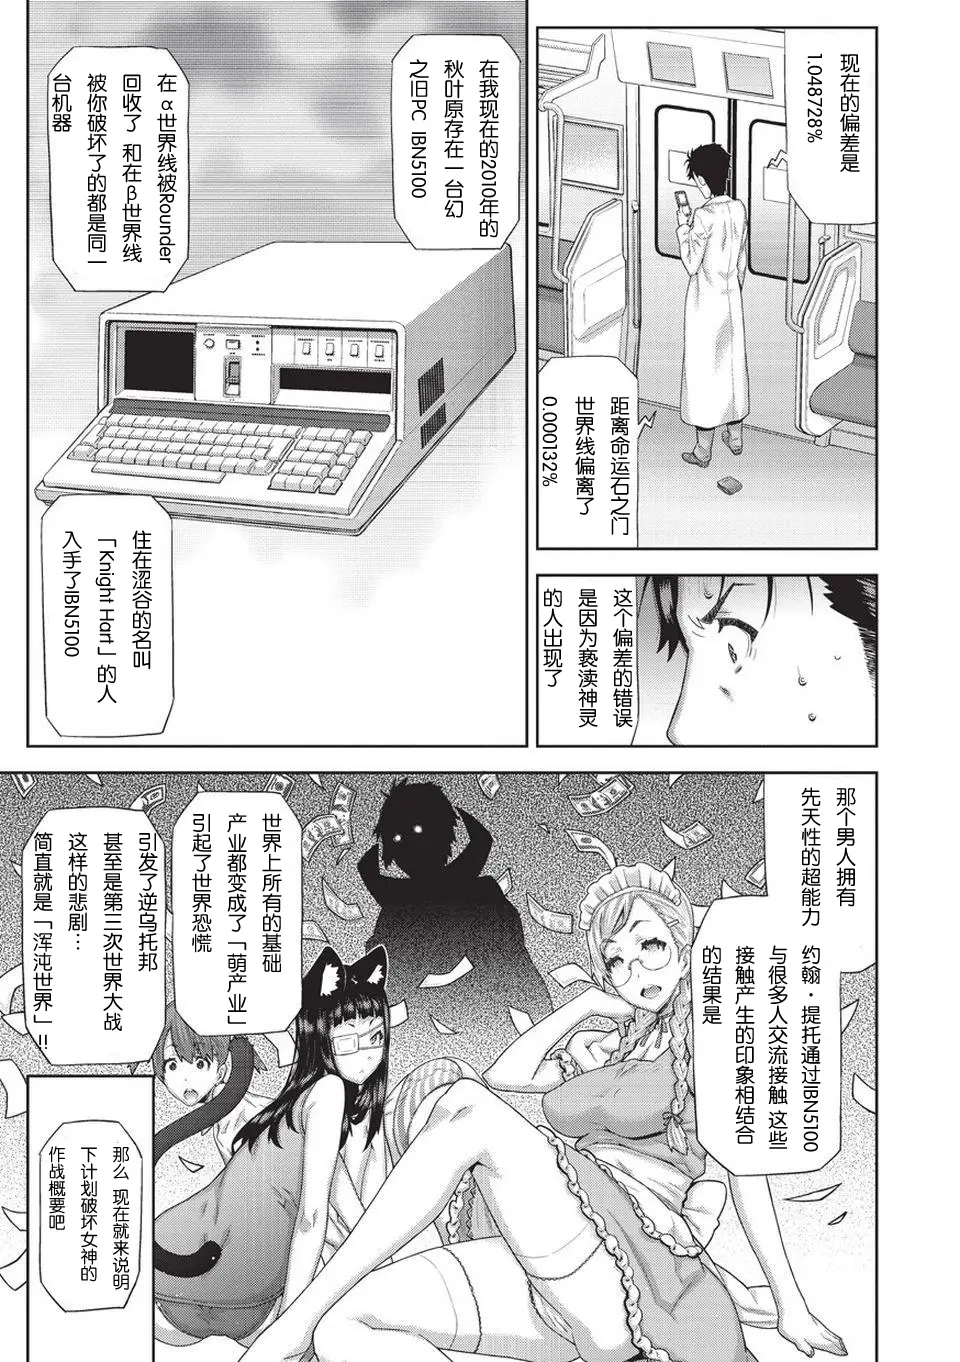 现在的偏差是
1.048728%
距离命运石之门
世界线偏离了
0.000132%
这个偏差的错误
是因为亵渎神灵
的人出现了
在我现在的2010年的
秋叶原存在一台幻
之旧PC IBN5100
在 α世界线被Rounder
回收了 和在β世界线
被你破坏了的都是同一
台机器
住在涩谷的名叫
「Knight Hart」的人
入手了IBN5100
那个男人拥有
先天性的超能力
约翰·提托通过IBN5100
与很多人交流接触 这些
接触产生的印象相结合
的结果是
世界上所有的基础
产业都变成了「萌产业」
引起了世界恐慌
引发了逆乌托邦
甚至是第三次世界大战
这样的悲剧…
简直就是「浑沌世界」!!
那么 现在就来说明
下计划破坏女神的
作战概要吧